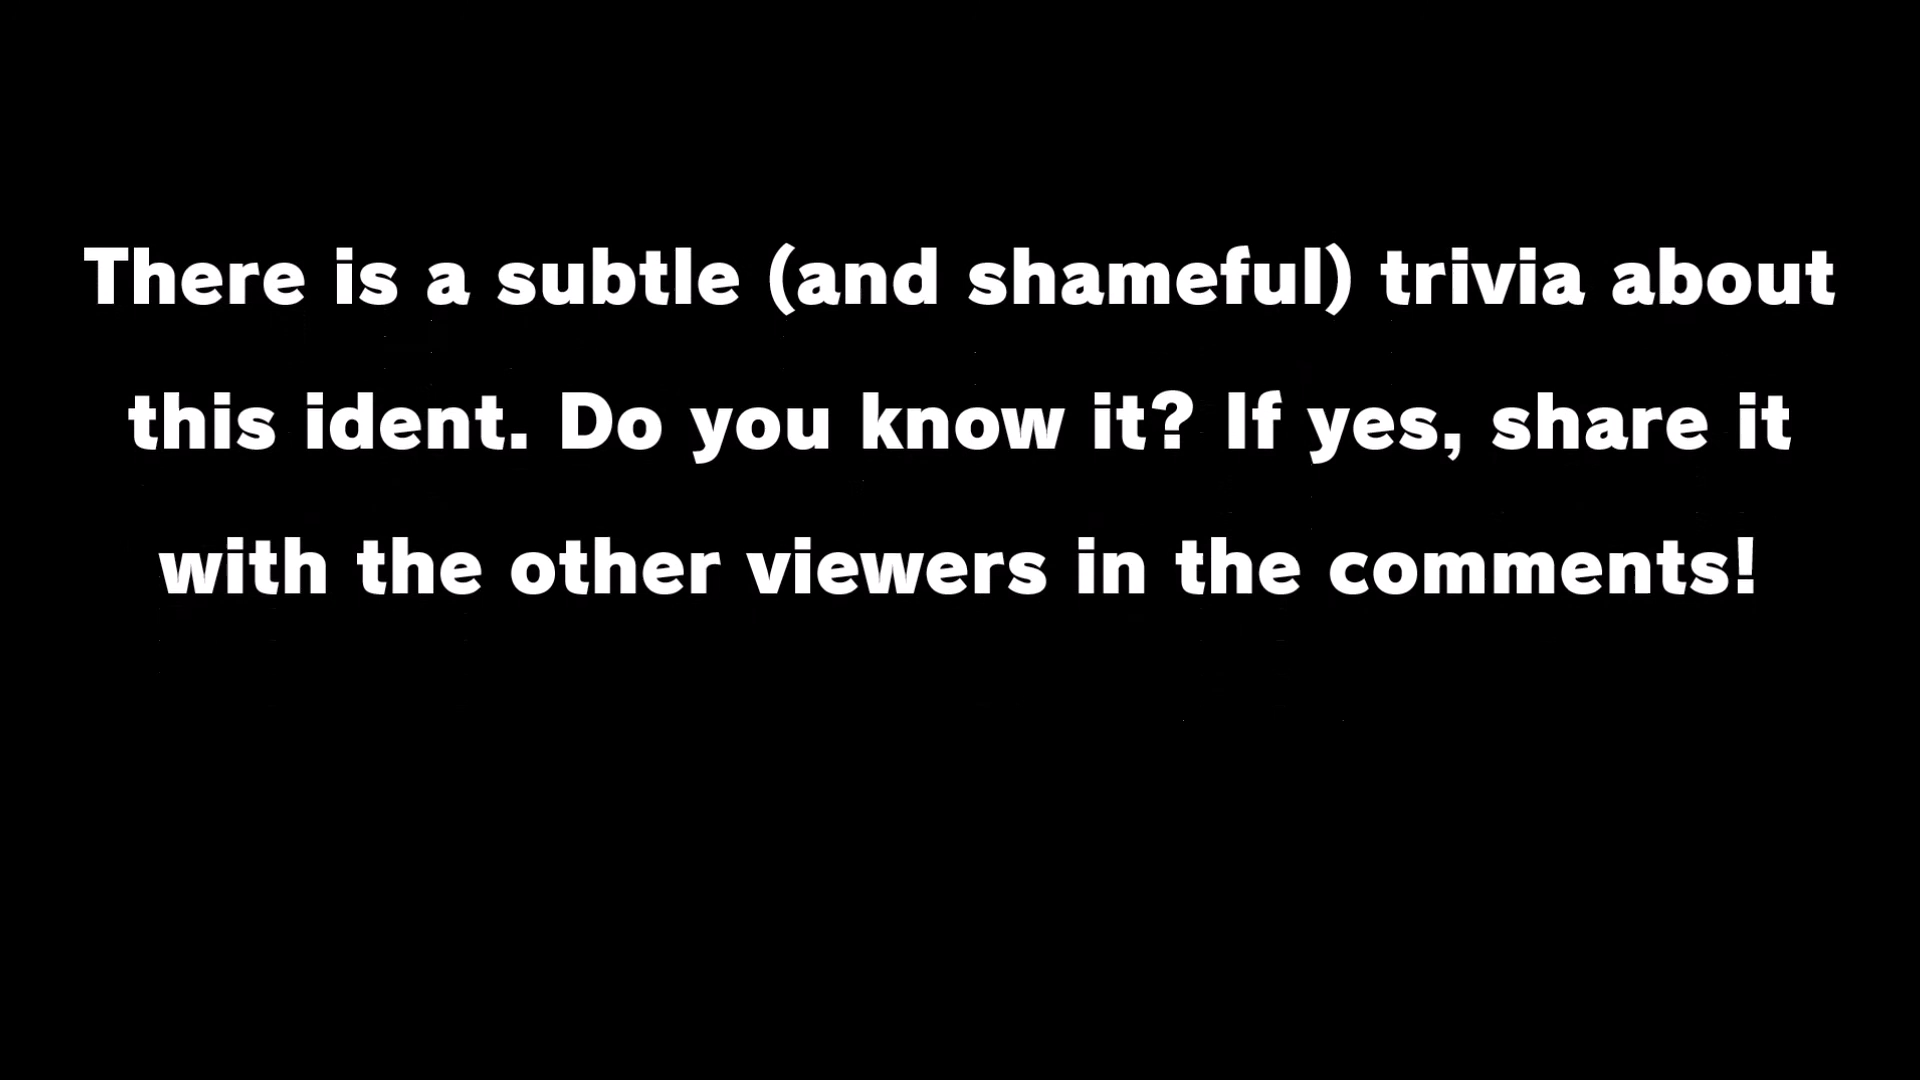 There is a subtle (and shameful) trivia about
this ident. Do you know it? If yes, share it
with the other viewers in the comments!